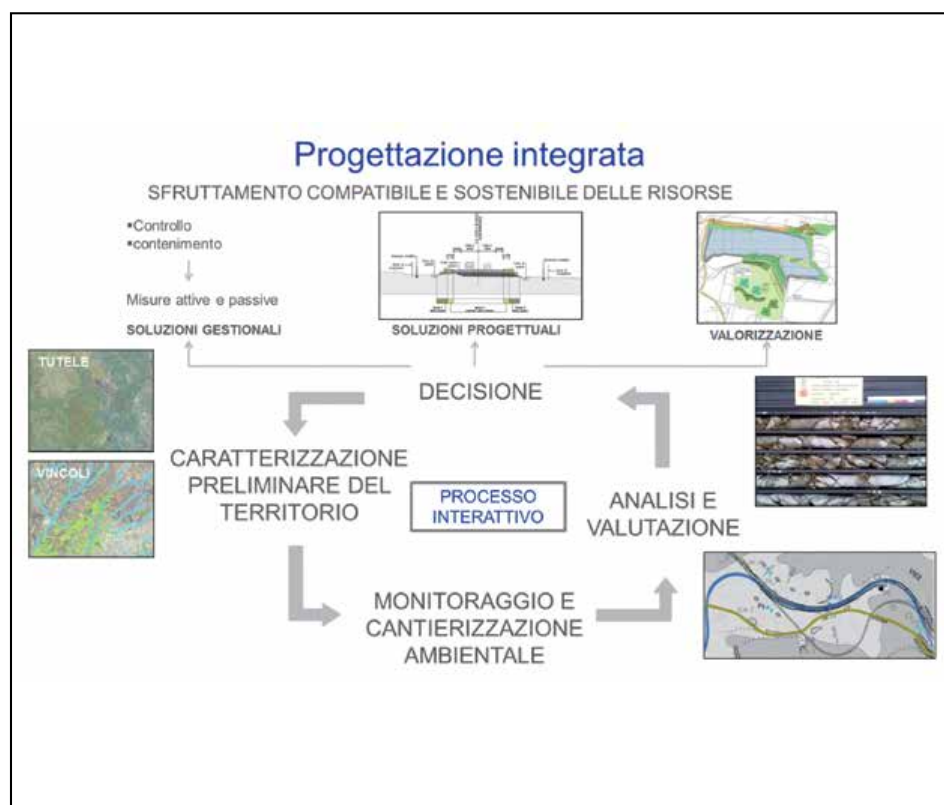 Progettazione integrata
SFRUTTAMENTO COMPATIBILE E SOSTENIBILE DELLE RISORSE
▪Controllo
▪contenimento
Misure attive e passive
SOLUZIONI GESTIONALI
SOLUZIONI PROGETTUALI
VALORIZZAZIONE
TUTELE
VINCOLI
DECISIONE
CARATTERIZZAZIONE
PRELIMINARE DEL
TERRITORIO
PROCESSO
INTERATTIVO
ANALISI E
VALUTAZIONE
MONITORAGGIO E
CANTIERIZZAZIONE
AMBIENTALE